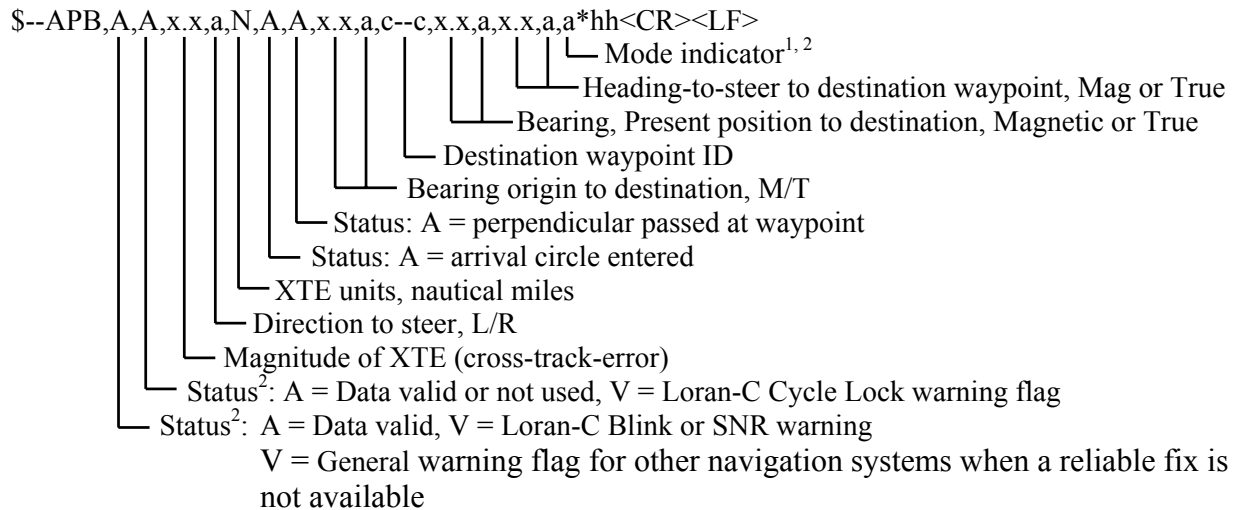 $--APB,A,A,x.x,a,N,A,A,x.x,a,c--c,x.x,a,x.x,a,a*hh<CR><LF>
Mode indicator1, 2
Heading-to-steer to destination waypoint, Mag or True
Bearing, Present position to destination, Magnetic or True
Destination waypoint ID
Bearing origin to destination, M/T
Status: A = perpendicular passed at waypoint
Status: A = arrival circle entered
XTE units, nautical miles
Direction to steer, L/R
Magnitude of XTE (cross-track-error)
Status2: A = Data valid or not used, V = Loran-C Cycle Lock warning flag
Status2: A = Data valid, V = Loran-C Blink or SNR warning
V = General warning flag for other navigation systems when a reliable fix is
not available